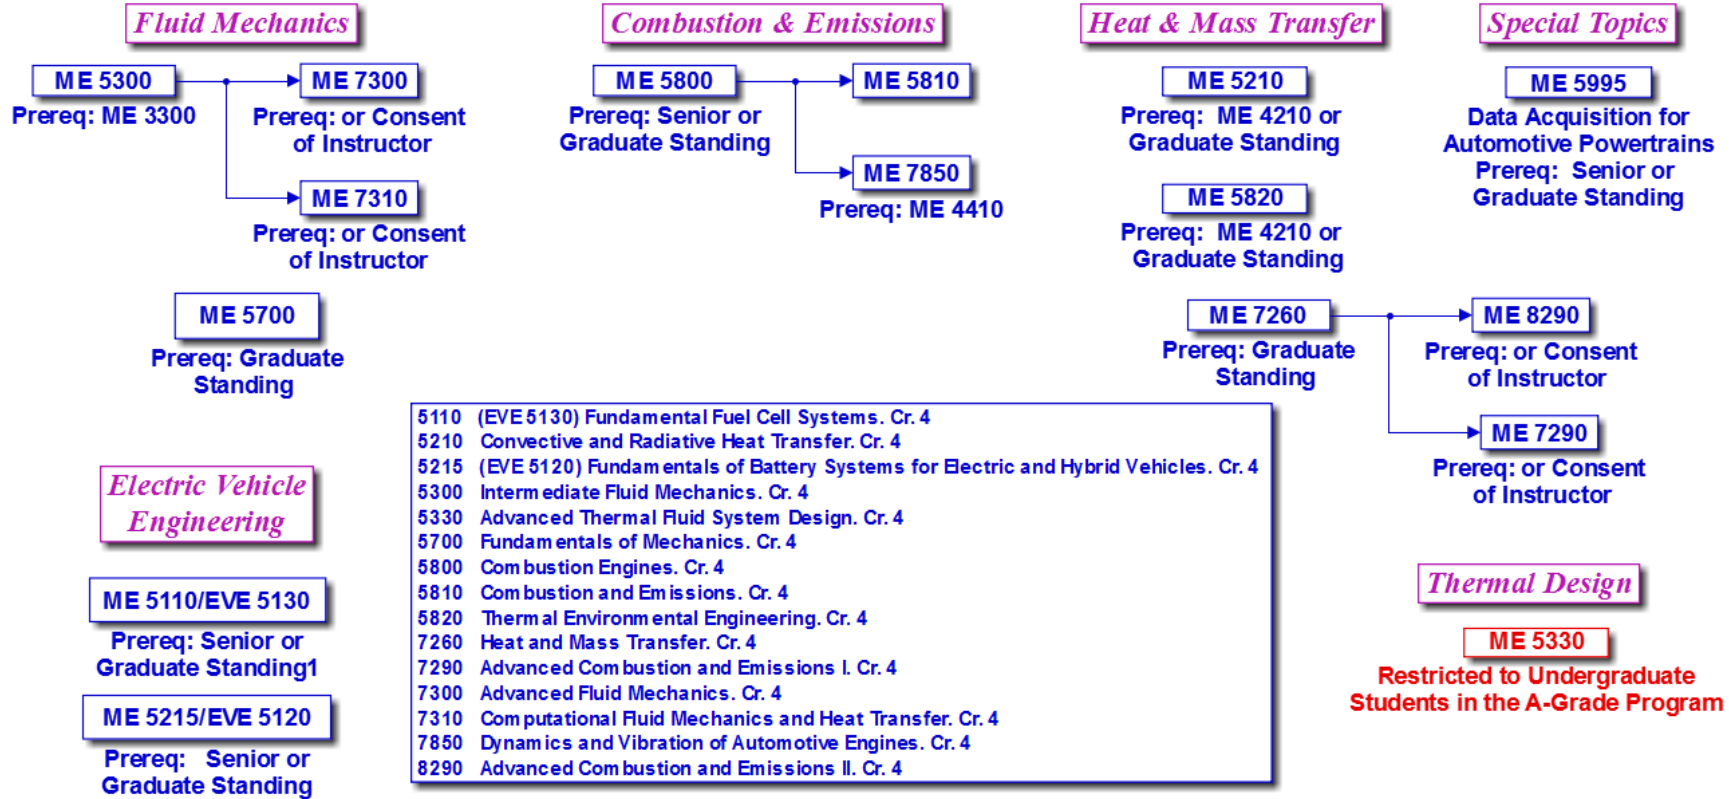 Fluid Mechanics
ME 5300
Prereq: ME 3300
ME 7300
Prereq: or Consent
of Instructor
ME 7310
Prereq: or Consent
of Instructor
ME 5700
Prereq: Graduate
Standing
Combustion & Emissions
ME 5800
Prereq: Senior or
Graduate Standing
ME 5810
ME 7850
Prereq: ME 4410
Heat & Mass Transfer
ME 5210
Prereq: ME 4210 or
Graduate Standing
ME 5820
Prereq: ME 4210 or
Graduate Standing
ME 7260
Prereq: Graduate
Standing
ME 8290
Prereq: or Consent
of Instructor
ME 7290
Prereq: or Consent
of Instructor
Special Topics
ME 5995
Data Acquisition for
Automotive Powertrains
Prereq: Senior or
Graduate Standing
Electric Vehicle
Engineering
ME 5110/EVE 5130
Prereq: Senior or
Graduate Standing1
ME 5215/EVE 5120
Prereq: Senior or
Graduate Standing
5110 (EVE 5130) Fundamental Fuel Cell Systems. Cr. 4
5210 Convective and Radiative Heat Transfer. Cr. 4
5215 (EVE 5120) Fundamentals of Battery Systems for Electric and Hybrid Vehicles. Cr. 4
5300 Intermediate Fluid Mechanics. Cr. 4
5330 Advanced Thermal Fluid System Design. Cr. 4
5700 Fundamentals of Mechanics. Cr. 4
5800 Combustion Engines. Cr. 4
5810 Combustion and Emissions. Cr. 4
5820 Thermal Environmental Engineering. Cr. 4
7260 Heat and Mass Transfer. Cr. 4
7290 Advanced Combustion and Emissions I. Cr. 4
7300 Advanced Fluid Mechanics. Cr. 4
7310 Computational Fluid Mechanics and Heat Transfer. Cr. 4
7850 Dynamics and Vibration of Automotive Engines. Cr. 4
8290 Advanced Combustion and Emissions II. Cr. 4
Thermal Design
ME 5330
Restricted to Undergraduate
Students in the A-Grade Program